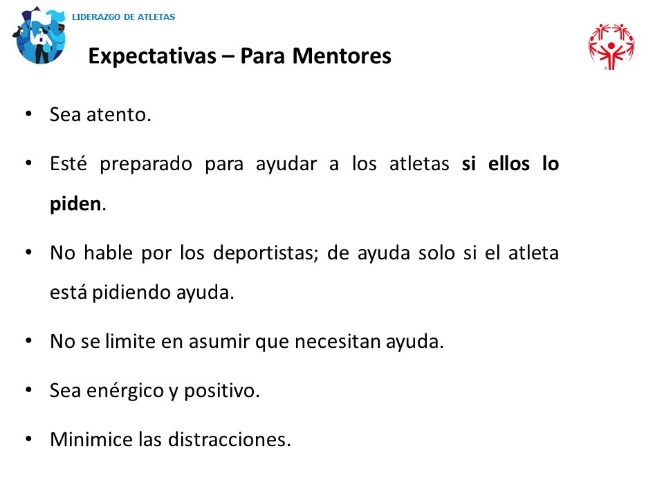 LIDERAZGO DE ATLETAS
Expectativas – Para Mentores
• Sea atento.
• Esté preparado para ayudar a los atletas si ellos lo
piden.
• No hable por los deportistas; de ayuda solo si el atleta
está pidiendo ayuda.
• No se limite en asumir que necesitan ayuda.
• Sea enérgico y positivo.
• Minimice las distracciones.